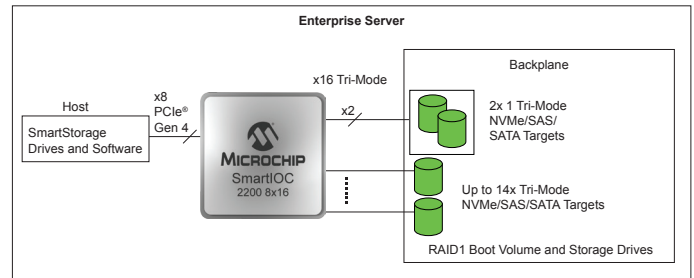 Enterprise Server
Host
SmartStorage
Drives and Software
x8
PCIe®
Gen 4
MICROCHIP
SmartIOC
2200 8x16
x16 Tri-Mode
x2
Backplane
2x 1 Tri-Mode
NVMe/SAS/
SATA Targets
Up to 14x Tri-Mode
NVMe/SAS/SATA Targets
RAID1 Boot Volume and Storage Drives